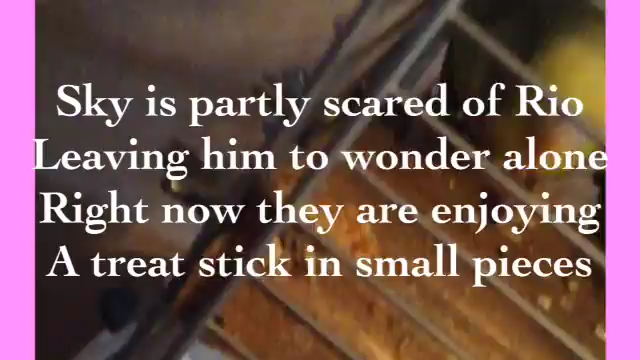 Sky is partly scared of Rio
Leaving him to wonder alone
Right now they are enjoying
A treat stick in small pieces